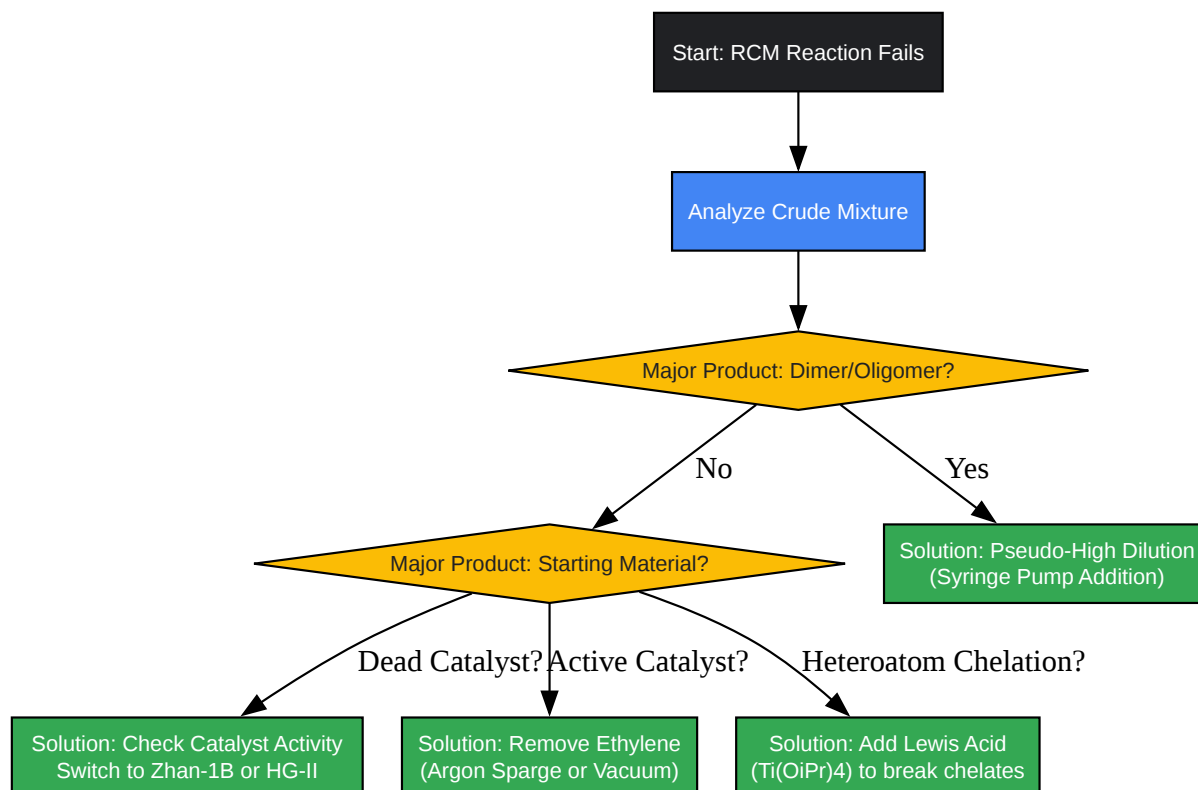 Start: RCM Reaction Fails
Analyze Crude Mixture
Major Product: Dimer/Oligomer?
No
Yes
Major Product: Starting Material?
Solution: Pseudo-High Dilution
(Syringe Pump Addition)
Dead Catalyst?
Active Catalyst?
Heteroatom Chelation?
Solution: Check Catalyst Activity
Switch to Zhan-1B or HG-II
Solution: Remove Ethylene
(Argon Sparge or Vacuum)
Solution: Add Lewis Acid
(Ti(OiPr)4) to break chelates